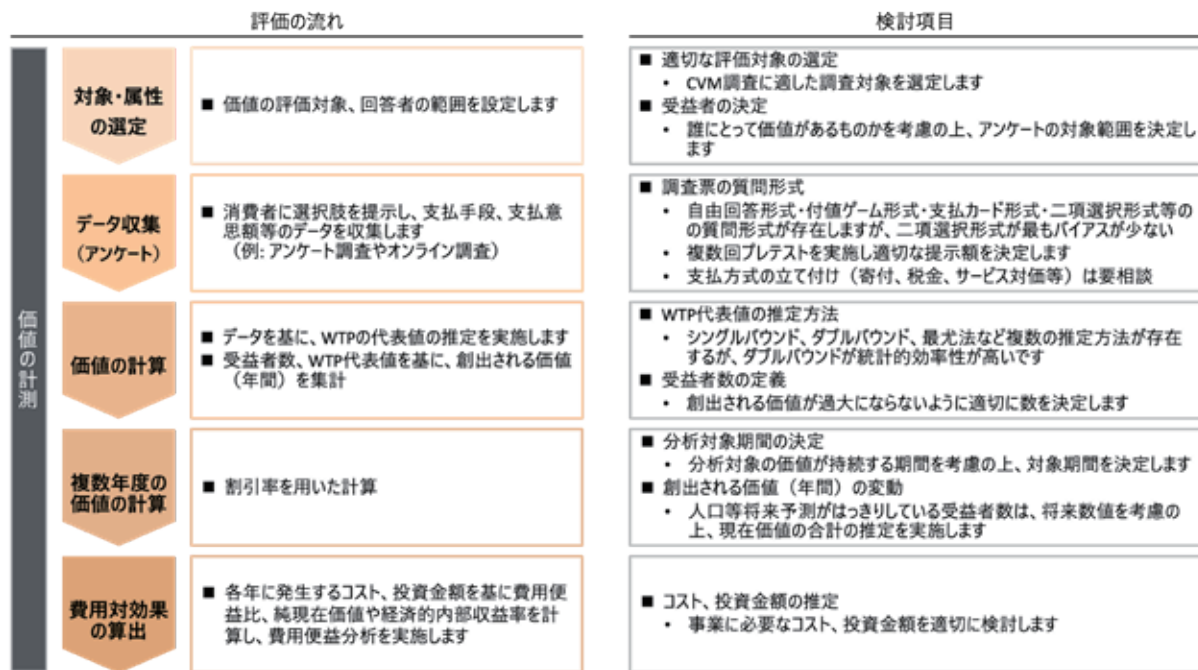 評価の流れ
検討項目
価値の計測
対象・属性
の選定
■ 価値の評価対象、回答者の範囲を設定します
■ 適切な評価対象の選定
• CVM調査に適した調査対象を選定します
■ 受益者の決定
• 誰にとって価値があるものかを考慮の上、アンケートの対象範囲を決定し
ます
データ収集
（アンケート）
■ 消費者に選択肢を提示し、支払手段、支払意
思額等のデータを収集します
（例: アンケート調査やオンライン調査）
■ 調査票の質問形式
• 自由回答形式・付値ゲーム形式・支払カード形式・二項選択形式等の
の質問形式が存在しますが、二項選択形式が最もバイアスが少ない
• 複数回プレテストを実施し適切な提示額を決定します
• 支払方式の立て付け（寄付、税金、サービス対価等）は要相談
価値の計算
■ データを基に、WTPの代表値の推定を実施します
■ 受益者数、WTP代表値を基に、創出される価値
（年間）を集計
■ WTP代表値の推定方法
• シングルバウンド、ダブルバウンド、最尤法など複数の推定方法が存在
するが、ダブルバウンドが統計的効率性が高いです
■ 受益者数の定義
• 創出される価値が過大にならないように適切に数を決定します
複数年度の
価値の計算
■ 割引率を用いた計算
■ 分析対象期間の決定
• 分析対象の価値が持続する期間を考慮の上、対象期間を決定します
■ 創出される価値（年間）の変動
• 人口等将来予測がはっきりしている受益者数は、将来数値を考慮の
上、現在価値の合計の推定を実施します
費用対効果
の算出
■ 各年に発生するコスト、投資金額を基に費用便
益比、純現在価値や経済的内部収益率を計
算し、費用便益分析を実施します
■ コスト、投資金額の推定
• 事業に必要なコスト、投資金額を適切に検討します